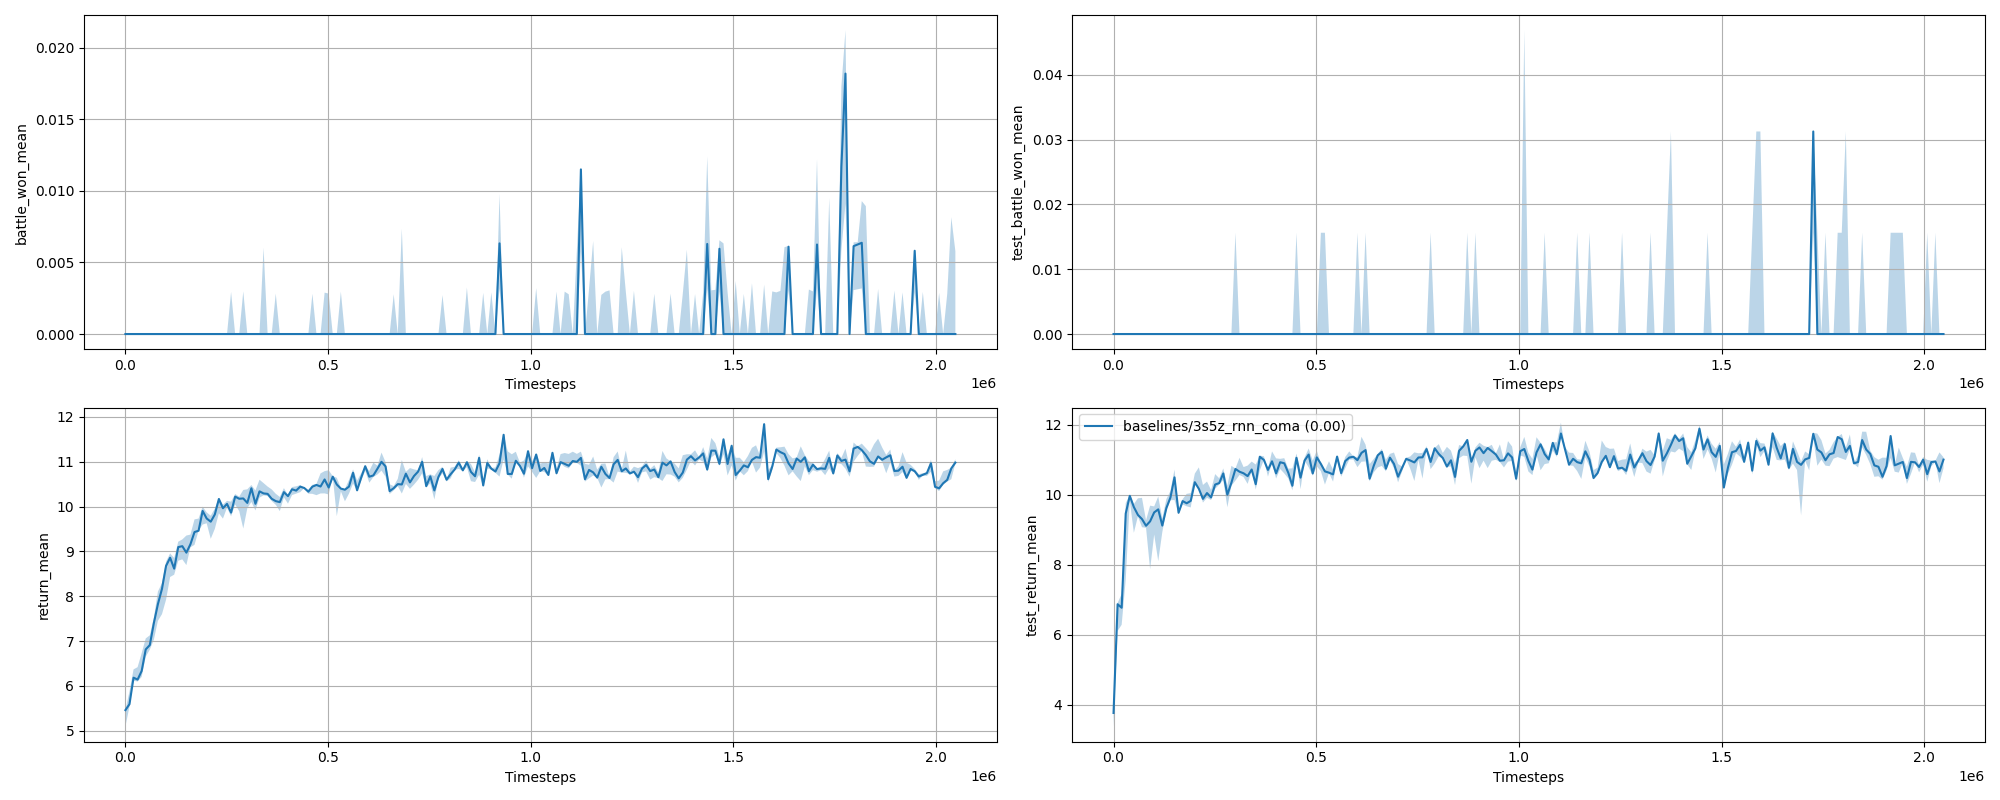 battle_won_mean
0.020
0.015
0.010
0.005
0.000
0.0 0.5 1.0 1.5 2.0
1e6
Timesteps
test_battle_won_mean
0.04
0.03
0.02
0.01
0.00
0.0 0.5 1.0 1.5 2.0
1e6
Timesteps
return_mean
12
11
10
9
8
7
6
5
0.0 0.5 1.0 1.5 2.0
1e6
Timesteps
test_return_mean
12
10
8
6
4
baselines/3s5z_rnn_coma (0.00)
0.0 0.5 1.0 1.5 2.0
1e6
Timesteps